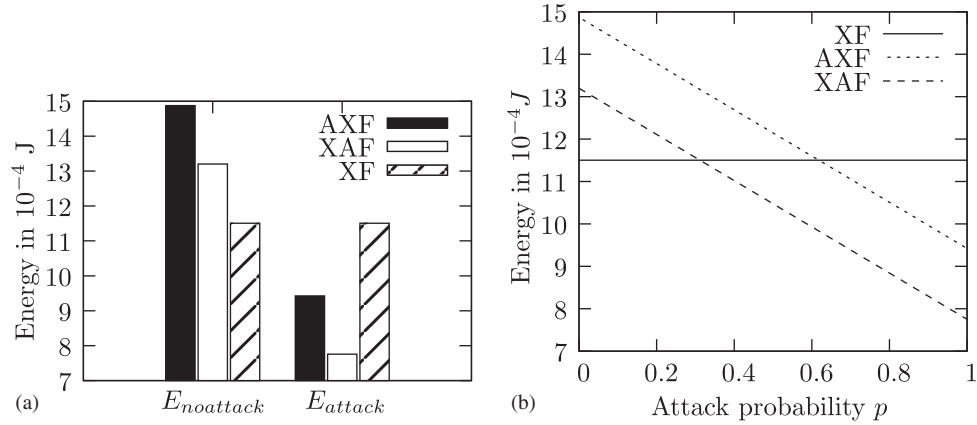 15
14
13
12
11
10
9
8
7
Energy in 10⁻⁴ J
AXF
XAF
XF
E_noattack E_attack
(a)
15
14
13
12
11
10
9
8
7
Energy in 10⁻⁴ J
XF
AXF
XAF
0 0.2 0.4 0.6 0.8 1
Attack probability p
(b)